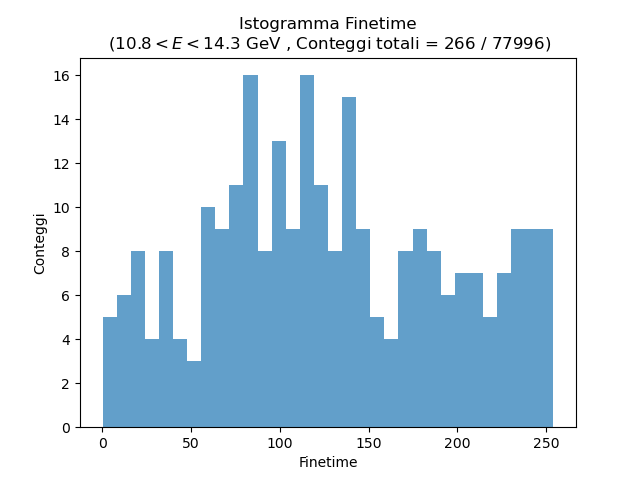 Istogramma Finetime
(10.8 < E < 14.3 GeV , Conteggi totali = 266 / 77996)
16
14
12
10
8
6
4
2
0
Conteggi
0 50 100 150 200 250
Finetime